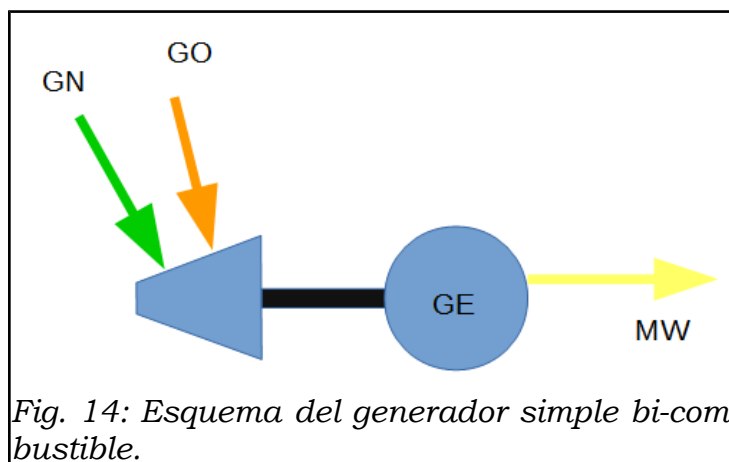 GO
GN
GE
MW
Fig. 14: Esquema del generador simple bi-com
bustible.